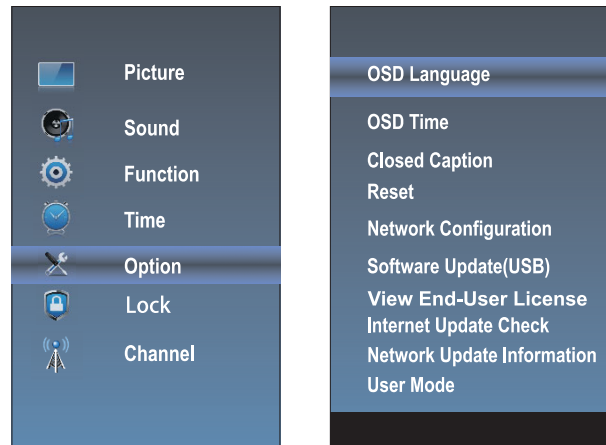 Picture
Sound
Function
Time
Option
Lock
Channel
OSD Language
OSD Time
Closed Caption
Reset
Network Configuration
Software Update(USB)
View End-User License
Internet Update Check
Network Update Information
User Mode